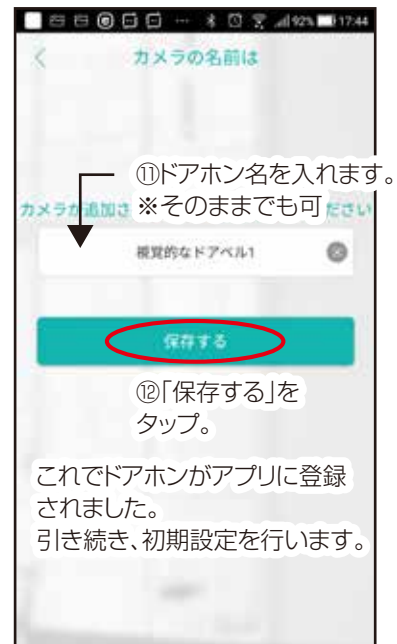 92% 17:44
カメラの名前は
⑪ドアホン名を入れます。
※そのままでも可
カメラが追加さ ださい
視覚的なドアベル1
保存する
⑫「保存する」を
タップ。
これでドアホンがアプリに登録
されました。
引き続き、初期設定を行います。